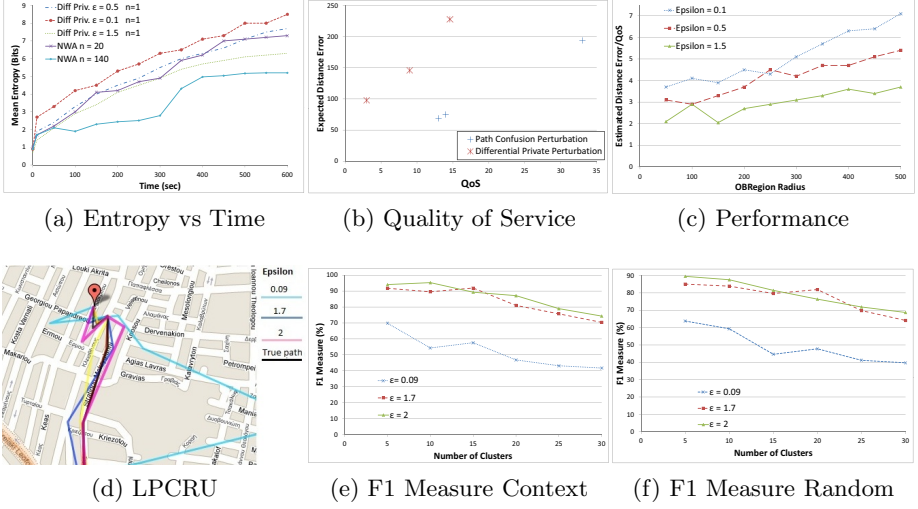 Diff Priv. ε = 0.5 n=1
Diff Priv. ε = 0.1 n=1
Diff Priv. ε = 1.5 n=1
NWA n = 20
NWA n = 140
Mean Entropy (Bits)
9
8
7
6
5
4
3
2
1
0
0 100 200 300 400 500 600
Time (sec)
(a) Entropy vs Time
Expected Distance Error
250
200
150
100
50
0
0 5 10 15 20 25 30 35
Path Confusion Perturbation
Differential Private Perturbation
QoS
(b) Quality of Service
Estimated Distance Error/QoS
Epsilon = 0.1
Epsilon = 0.5
Epsilon = 1.5
7
6
5
4
3
2
1
0
0 100 200 300 400 500
OBRegion Radius
(c) Performance
Louki Akrita
Georgiou Papandreou
Kosta Varnali
Ermou
Makariou
Keas
Kriezotou
Gravias
Agias Lavras
Dervenakion
Kalavryton
Mesolongiou
Chelonos
Petrompei
Ioannou Theologou
Epsilon
0.09
1.7
2
True path
(d) LPCRU
F1 Measure (%)
100
90
80
70
60
50
40
30
20
10
0
ε= 0.09
ε = 1.7
ε = 2
0 5 10 15 20 25 30
Number of Clusters
(e) F1 Measure Context
F1 Measure (%)
90
80
70
60
50
40
30
20
10
0
ε = 0.09
ε = 1.7
ε = 2
0 5 10 15 20 25 30
Number of Clusters
(f) F1 Measure Random